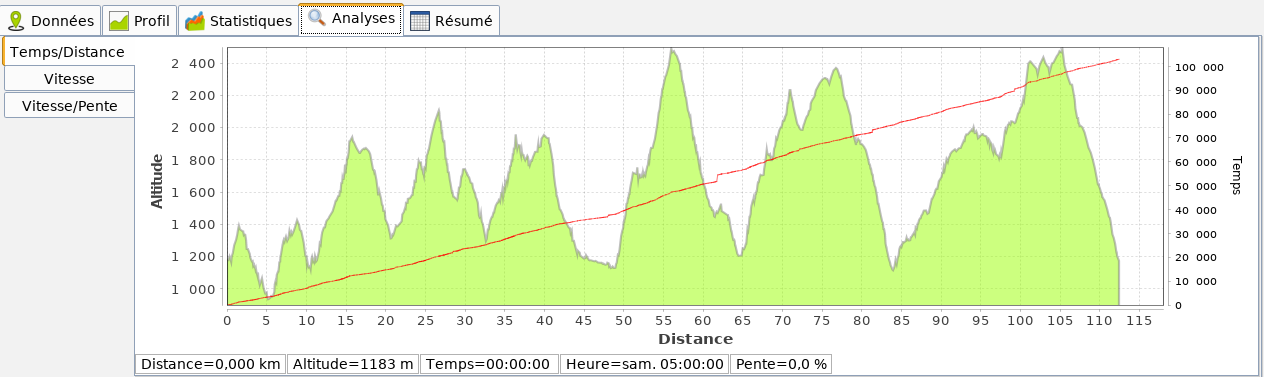 Données Profil Statistiques Analyses Résumé
Temps/Distance
Vitesse
Vitesse/Pente
Altitude
2 400
2 200
2 000
1 800
1 600
1 400
1 200
1 000
100 000
90 000
80 000
70 000
60 000
50 000
40 000
30 000
20 000
10 000
0
Temps
0 5 10 15 20 25 30 35 40 45 50 55 60 65 70 75 80 85 90 95 100 105 110 115
Distance
Distance=0,000 km Altitude=1183 m Temps=00:00:00 Heure=sam. 05:00:00 Pente=0,0 %